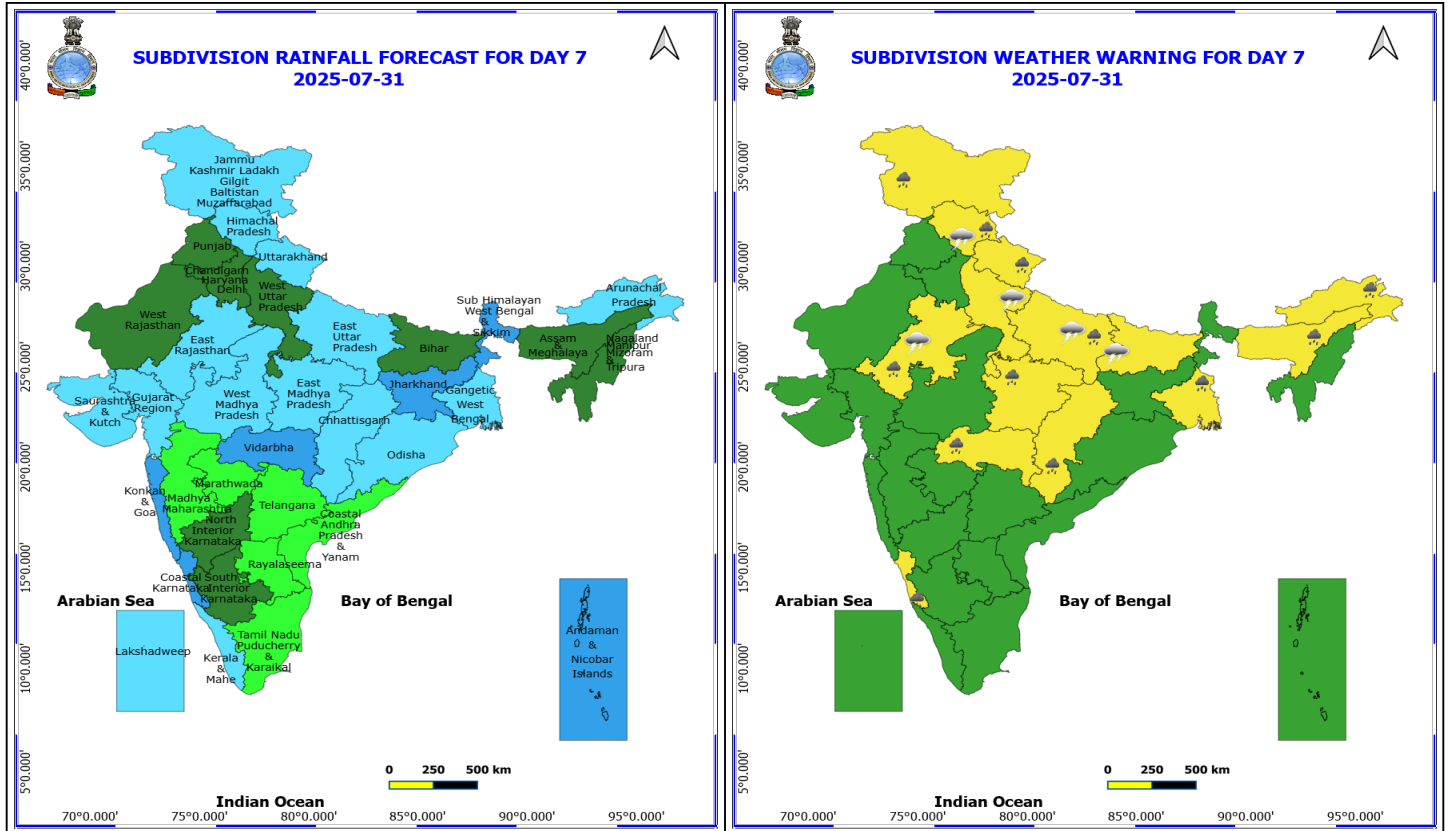 SUBDIVISION RAINFALL FORECAST FOR DAY 7
2025-07-31
40°0.000'
35°0.000'
30°0.000'
25°0.000'
20°0.000'
15°0.000'
10°0.000'
5°0.000'
Jammu
Kashmir Ladakh
Gilgit
Baltistan
Muzaffarabad
Himachal
Pradesh
Punjab
Uttarakhand
Chandigarh
Haryana
Delhi
West
Uttar
Pradesh
West
Rajasthan
East
Rajasthan
East
Uttar
Pradesh
Bihar
Sub Himalayan
West Bengal
&
Sikkim
Arunachal
Pradesh
Assam
&
Meghalaya
Nagaland
Manipur
Mizoram
&
Tripura
Saurashtra
&
Kutch
Gujarat
Region
West
Madhya
Pradesh
East
Madhya
Pradesh
Jharkhand
Gangetic
West
Bengal
Chhattisgarh
Odisha
Vidarbha
Konkan
&
Goa
Madhya
Maharashtra
Marathwada
Telangana
North
Interior
Karnataka
Coastal
Andhra
Pradesh
&
Yanam
Rayalaseema
Coastal
Karnataka
South
Interior
Karnataka
Arabian Sea
Bay of Bengal
Lakshadweep
Kerala
&
Mahe
Tamil Nadu
Puducherry
&
Karaikal
Andaman
&
Nicobar
Islands
0 250 500 km
Indian Ocean
70°0.000' 75°0.000' 80°0.000' 85°0.000' 90°0.000' 95°0.000'
SUBDIVISION WEATHER WARNING FOR DAY 7
2025-07-31
40°0.000'
35°0.000'
30°0.000'
25°0.000'
20°0.000'
15°0.000'
10°0.000'
5°0.000'
Arabian Sea
Bay of Bengal
0 250 500 km
Indian Ocean
70°0.000' 75°0.000' 80°0.000' 85°0.000' 90°0.000' 95°0.000'